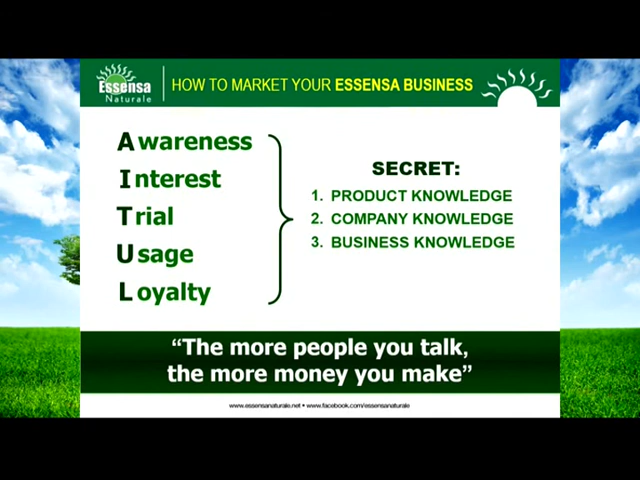 Essensa
Naturale
HOW TO MARKET YOUR ESSENSA BUSINESS
Awareness
Interest
Trial
Usage
Loyalty
SECRET:
1. PRODUCT KNOWLEDGE
2. COMPANY KNOWLEDGE
3. BUSINESS KNOWLEDGE
“The more people you talk,
the more money you make”
www.essensanaturale.net • www.facebook.com/essensanaturale